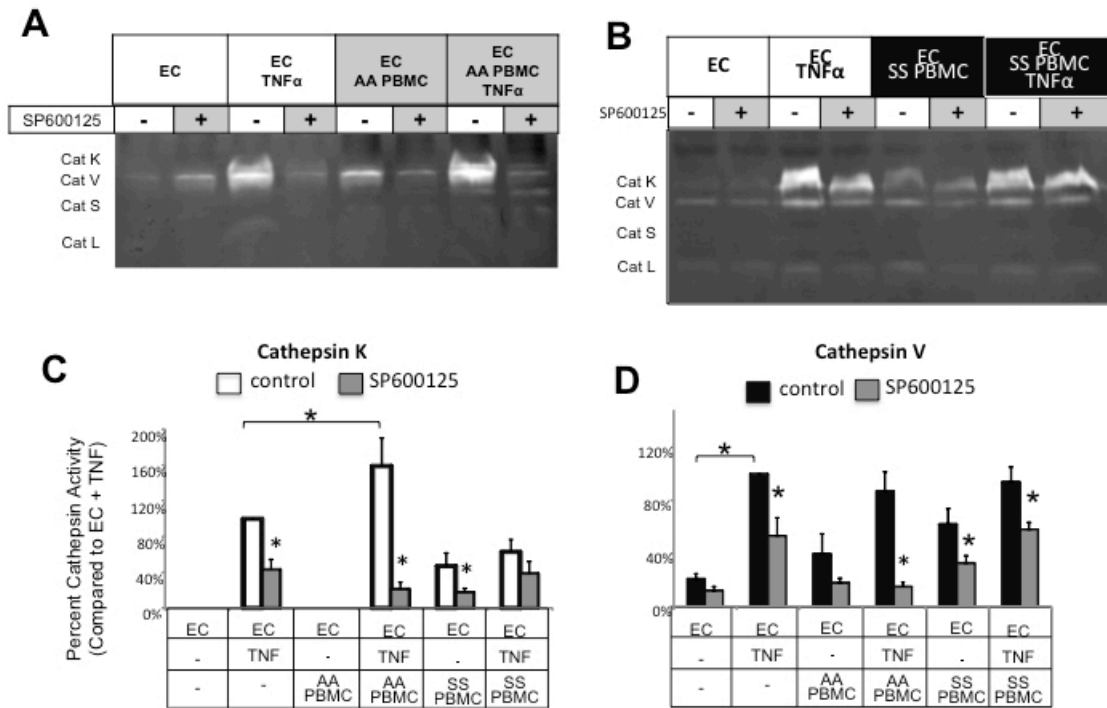 A
EC
EC
TNFα
EC
AA PBMC
EC
AA PBMC
TNFα
SP600125
- + - + - + - +
Cat K
Cat V
Cat S
Cat L
B
EC
EC
TNFα
EC
SS PBMC
EC
SS PBMC
TNFα
SP600125
- + - + - + - +
Cat K
Cat V
Cat S
Cat L
C
Cathepsin K
control SP600125
Percent Cathepsin Activity
(Compared to EC + TNF)
200%
160%
120%
80%
40%
0%
*
* * *
EC EC EC EC EC EC
- TNF - TNF - TNF
- - AA PBMC AA PBMC SS PBMC SS PBMC
D
Cathepsin V
control SP600125
120%
80%
40%
0%
*
* * * *
EC EC EC EC EC EC
- TNF - TNF - TNF
- - AA PBMC AA PBMC SS PBMC SS PBMC